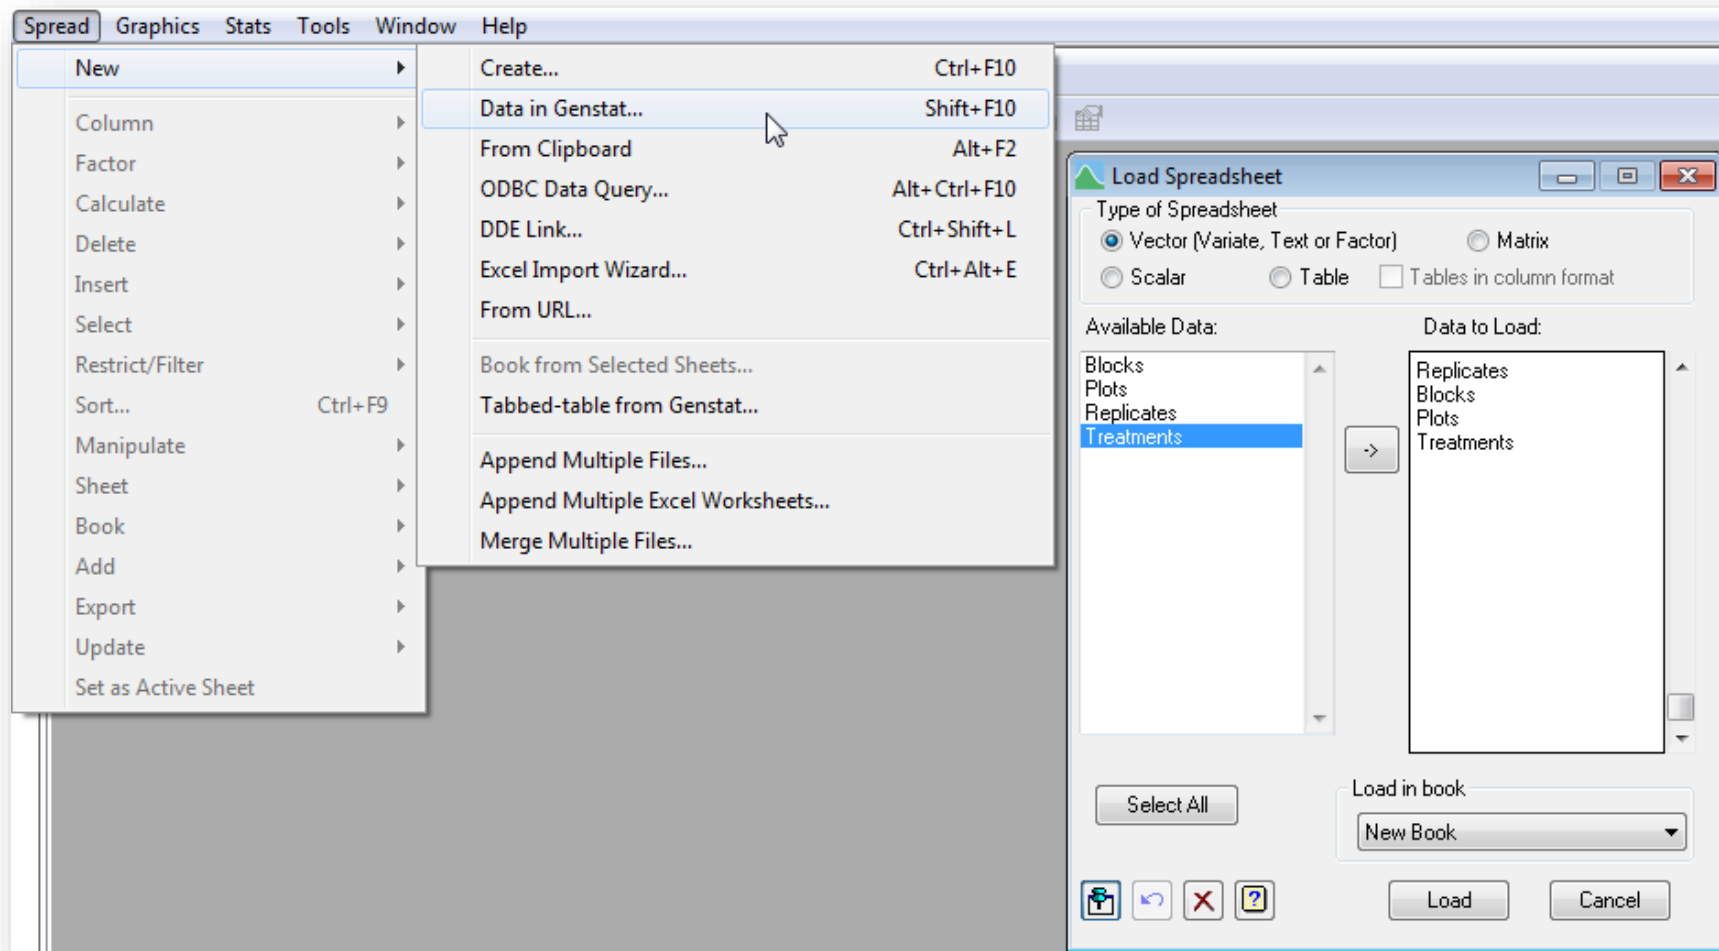 Spread Graphics Stats Tools Window Help
New
Column
Factor
Calculate
Delete
Insert
Select
Restrict/Filter
Sort... Ctrl+F9
Manipulate
Sheet
Book
Add
Export
Update
Set as Active Sheet
Create... Ctrl+F10
Data in Genstat... Shift+F10
From Clipboard Alt+F2
ODBC Data Query... Alt+Ctrl+F10
DDE Link... Ctrl+Shift+L
Excel Import Wizard... Ctrl+Alt+E
From URL...
Book from Selected Sheets...
Tabbed-table from Genstat...
Append Multiple Files...
Append Multiple Excel Worksheets...
Merge Multiple Files...
Load Spreadsheet
Type of Spreadsheet
Vector (Variate, Text or Factor) Matrix
Scalar Table Tables in column format
Available Data: Data to Load:
Blocks
Plots
Replicates
Treatments
->
Replicates
Blocks
Plots
Treatments
Select All
Load in book
New Book
?
Load Cancel